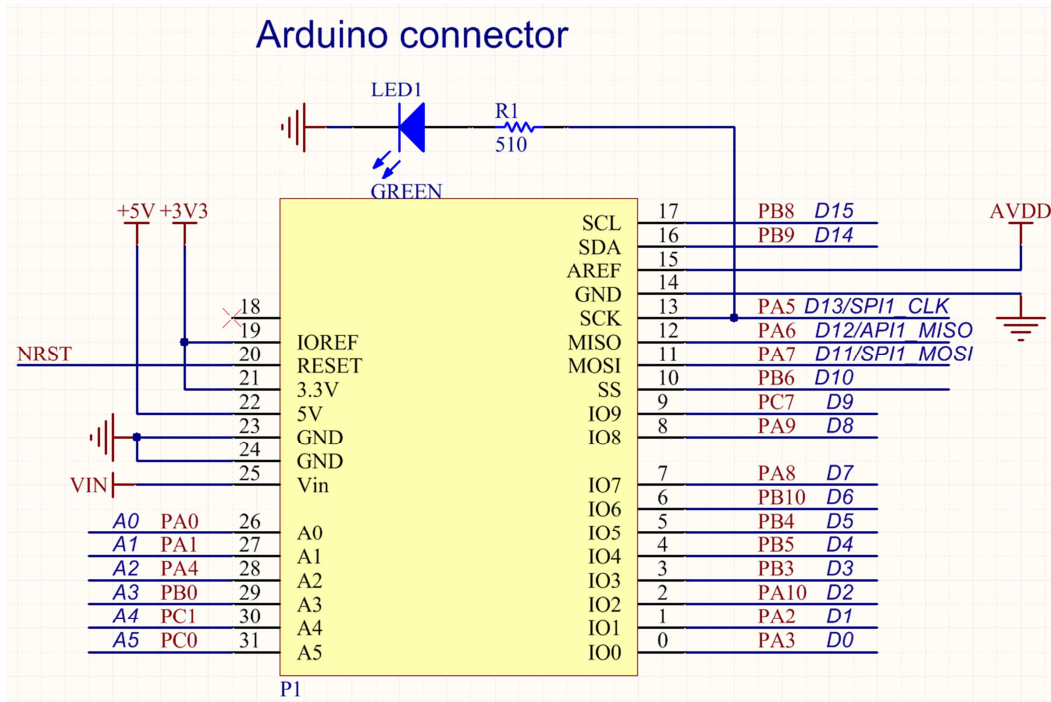 Arduino connector
LED1
R1
510
GREEN
+5V +3V3
AVDD
17 PB8 D15
SCL
16 PB9 D14
SDA
15
AREF
14
GND
18
13 PA5 D13/SPI1_CLK
SCK
19
IOREF
12 PA6 D12/API1_MISO
MISO
NRST
20
RESET
11 PA7 D11/SPI1_MOSI
MOSI
21
3.3V
10 PB6 D10
SS
22
5V
9 PC7 D9
IO9
23
GND
8 PA9 D8
IO8
24
GND
VIN
25
Vin
7 PA8 D7
IO7
6 PB10 D6
IO6
A0 PA0 26
A0
5 PB4 D5
IO5
A1 PA1 27
A1
4 PB5 D4
IO4
A2 PA4 28
A2
3 PB3 D3
IO3
A3 PB0 29
A3
2 PA10 D2
IO2
A4 PC1 30
A4
1 PA2 D1
IO1
A5 PC0 31
A5
0 PA3 D0
IO0
P1